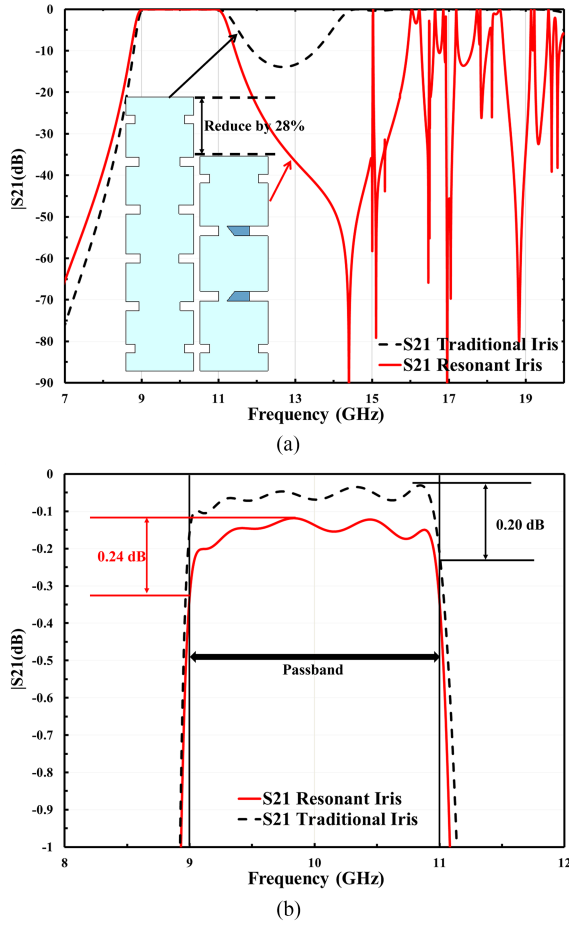 0
-10
-20
-30
-40
-50
-60
-70
-80
-90
|S21(dB)
Reduce by 28%
S21 Traditional Iris
S21 Resonant Iris
7 9 11 13 15 17 19
Frequency (GHz)
(a)
0
-0.1
-0.2
-0.3
-0.4
-0.5
-0.6
-0.7
-0.8
-0.9
-1
|S21(dB)
0.24 dB
0.20 dB
Passband
S21 Resonant Iris
S21 Traditional Iris
8 9 10 11 12
Frequency (GHz)
(b)